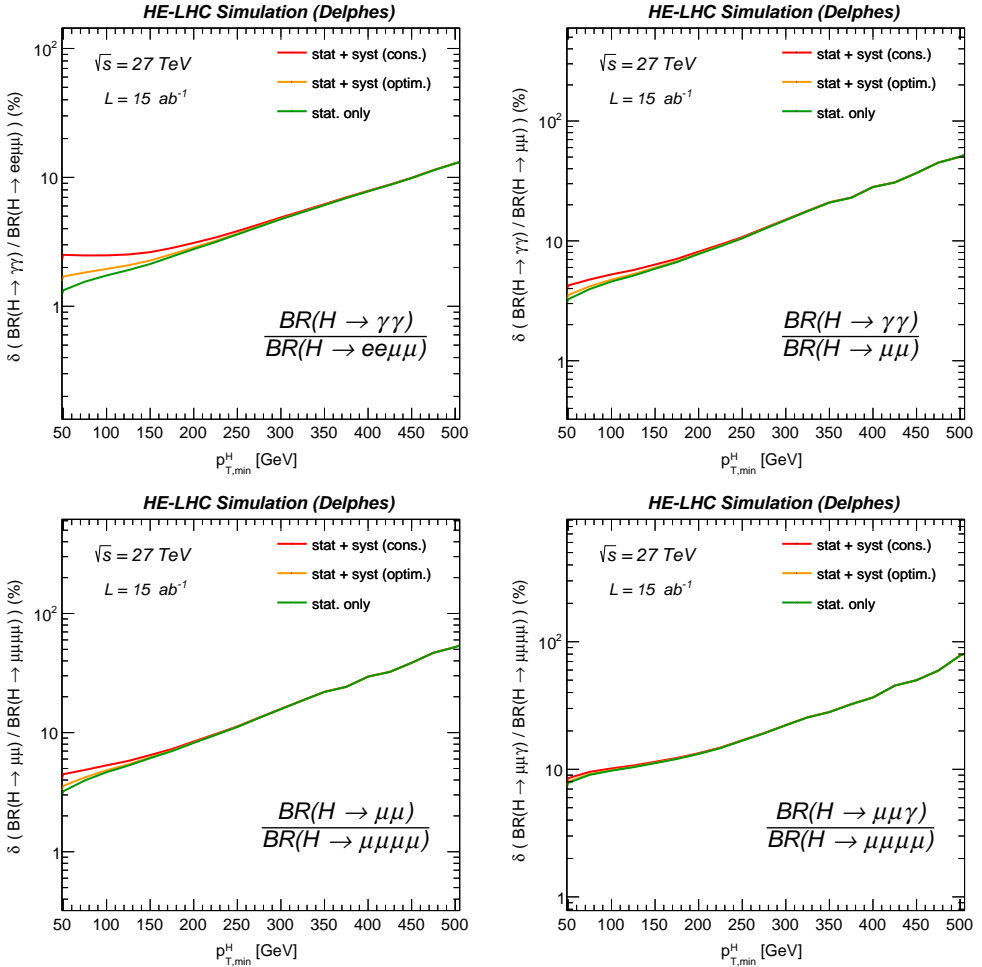 HE-LHC Simulation (Delphes)
√s = 27 TeV
L = 15 ab⁻¹
stat + syst (cons.)
stat + syst (optim.)
stat. only
δ ( BR(H → γγ) / BR(H → eeμμ) ) (%)
10²
10
1
BR(H → γγ)
BR(H → eeμμ)
50 100 150 200 250 300 350 400 450 500
p^H_T,min [GeV]
HE-LHC Simulation (Delphes)
√s = 27 TeV
L = 15 ab⁻¹
stat + syst (cons.)
stat + syst (optim.)
stat. only
δ ( BR(H → γγ) / BR(H → μμ) ) (%)
10²
10
1
BR(H → γγ)
BR(H → μμ)
50 100 150 200 250 300 350 400 450 500
p^H_T,min [GeV]
HE-LHC Simulation (Delphes)
√s = 27 TeV
L = 15 ab⁻¹
stat + syst (cons.)
stat + syst (optim.)
stat. only
δ ( BR(H → μμ) / BR(H → μμμμ) ) (%)
10²
10
1
BR(H → μμ)
BR(H → μμμμ)
50 100 150 200 250 300 350 400 450 500
p^H_T,min [GeV]
HE-LHC Simulation (Delphes)
√s = 27 TeV
L = 15 ab⁻¹
stat + syst (cons.)
stat + syst (optim.)
stat. only
δ ( BR(H → μμγ) / BR(H → μμμμ) ) (%)
10²
10
1
BR(H → μμγ)
BR(H → μμμμ)
50 100 150 200 250 300 350 400 450 500
p^H_T,min [GeV]